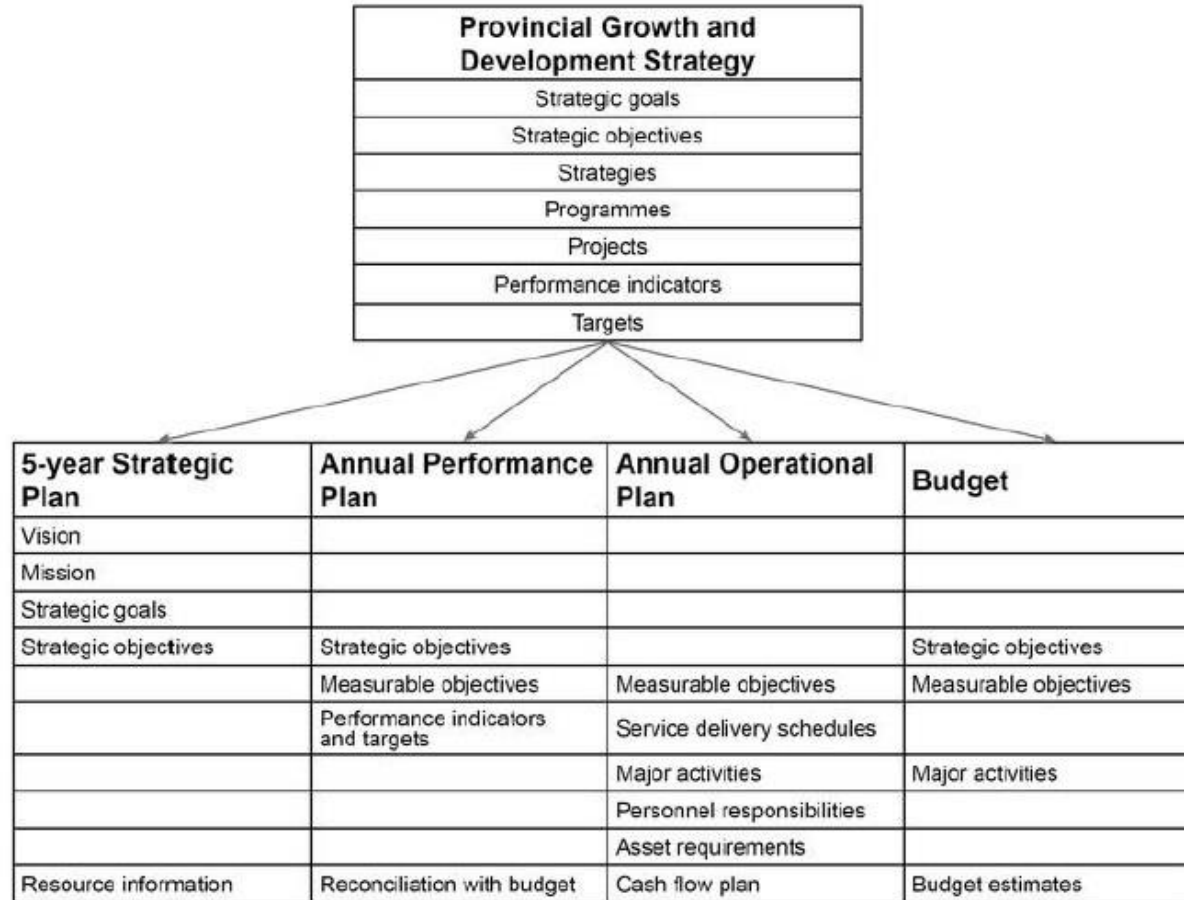 Provincial Growth and
Development Strategy
Strategic goals
Strategic objectives
Strategies
Programmes
Projects
Performance indicators
Targets
5-year Strategic
Plan
Annual Performance
Plan
Annual Operational
Plan
Budget
Vision
Mission
Strategic goals
Strategic objectives
Strategic objectives
Strategic objectives
Measurable objectives
Measurable objectives
Measurable objectives
Performance indicators
and targets
Service delivery schedules
Major activities
Major activities
Personnel responsibilities
Asset requirements
Resource information
Reconciliation with budget
Cash flow plan
Budget estimates